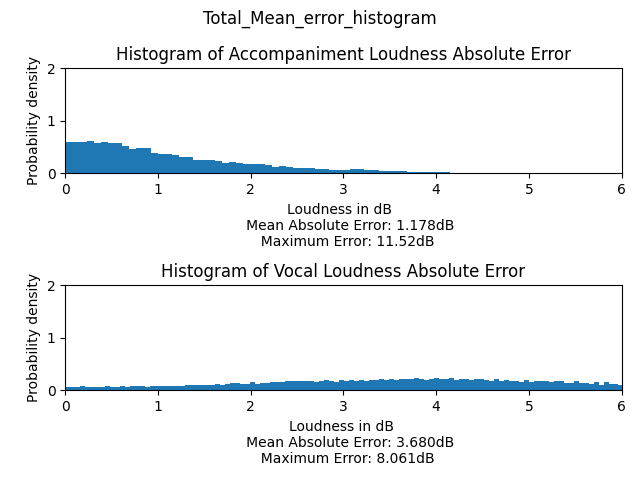 Total_Mean_error_histogram
Histogram of Accompaniment Loudness Absolute Error
Probability density
2
1
0
0 1 2 3 4 5 6
Loudness in dB
Mean Absolute Error: 1.178dB
Maximum Error: 11.52dB
Histogram of Vocal Loudness Absolute Error
Probability density
2
1
0
0 1 2 3 4 5 6
Loudness in dB
Mean Absolute Error: 3.680dB
Maximum Error: 8.061dB